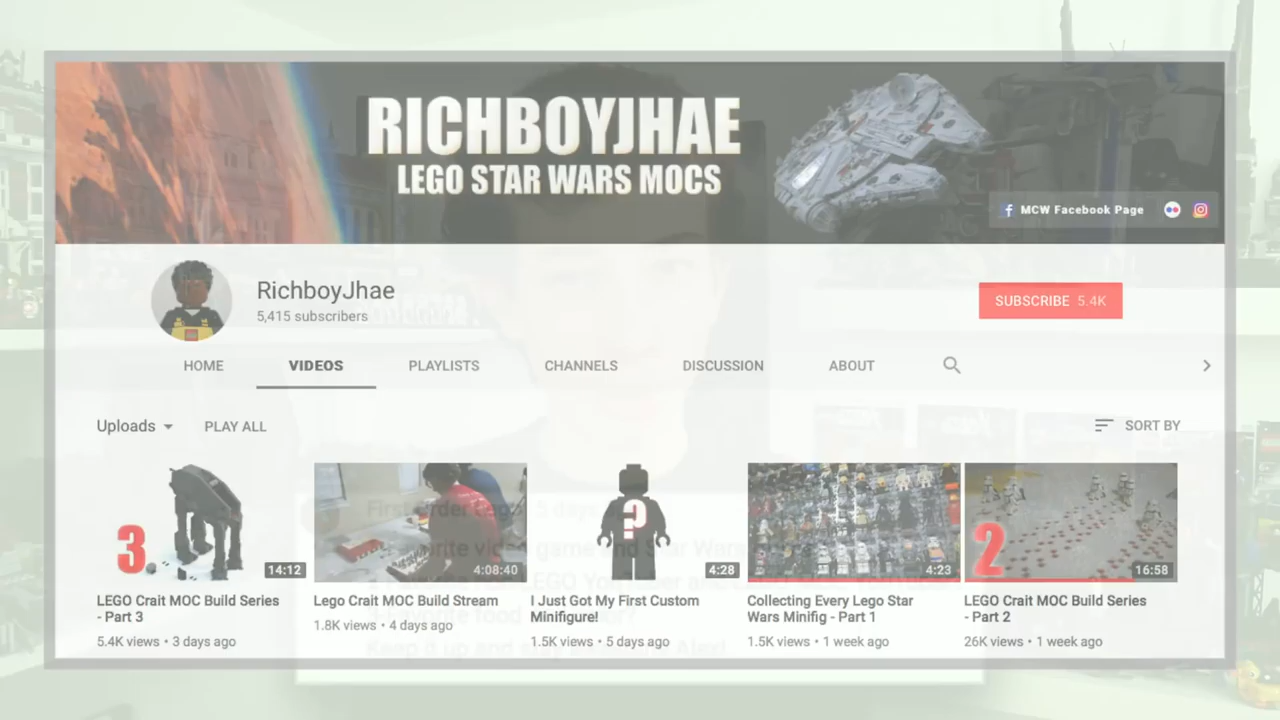 RICHBOYJHAE
LEGO STAR WARS MOCS
MCW Facebook Page
RichboyJhae
5,415 subscribers
SUBSCRIBE 5.4K
HOME VIDEOS PLAYLISTS CHANNELS DISCUSSION ABOUT
Uploads PLAY ALL SORT BY
3 14:12
4:08:40
? 4:28
4:23
2 16:58
LEGO Crait MOC Build Series
- Part 3
5.4K views • 3 days ago
Lego Crait MOC Build Stream
1.8K views • 4 days ago
I Just Got My First Custom
Minifigure!
1.5K views • 5 days ago
Collecting Every Lego Star
Wars Minifig - Part 1
1.5K views • 1 week ago
LEGO Crait MOC Build Series
- Part 2
26K views • 1 week ago